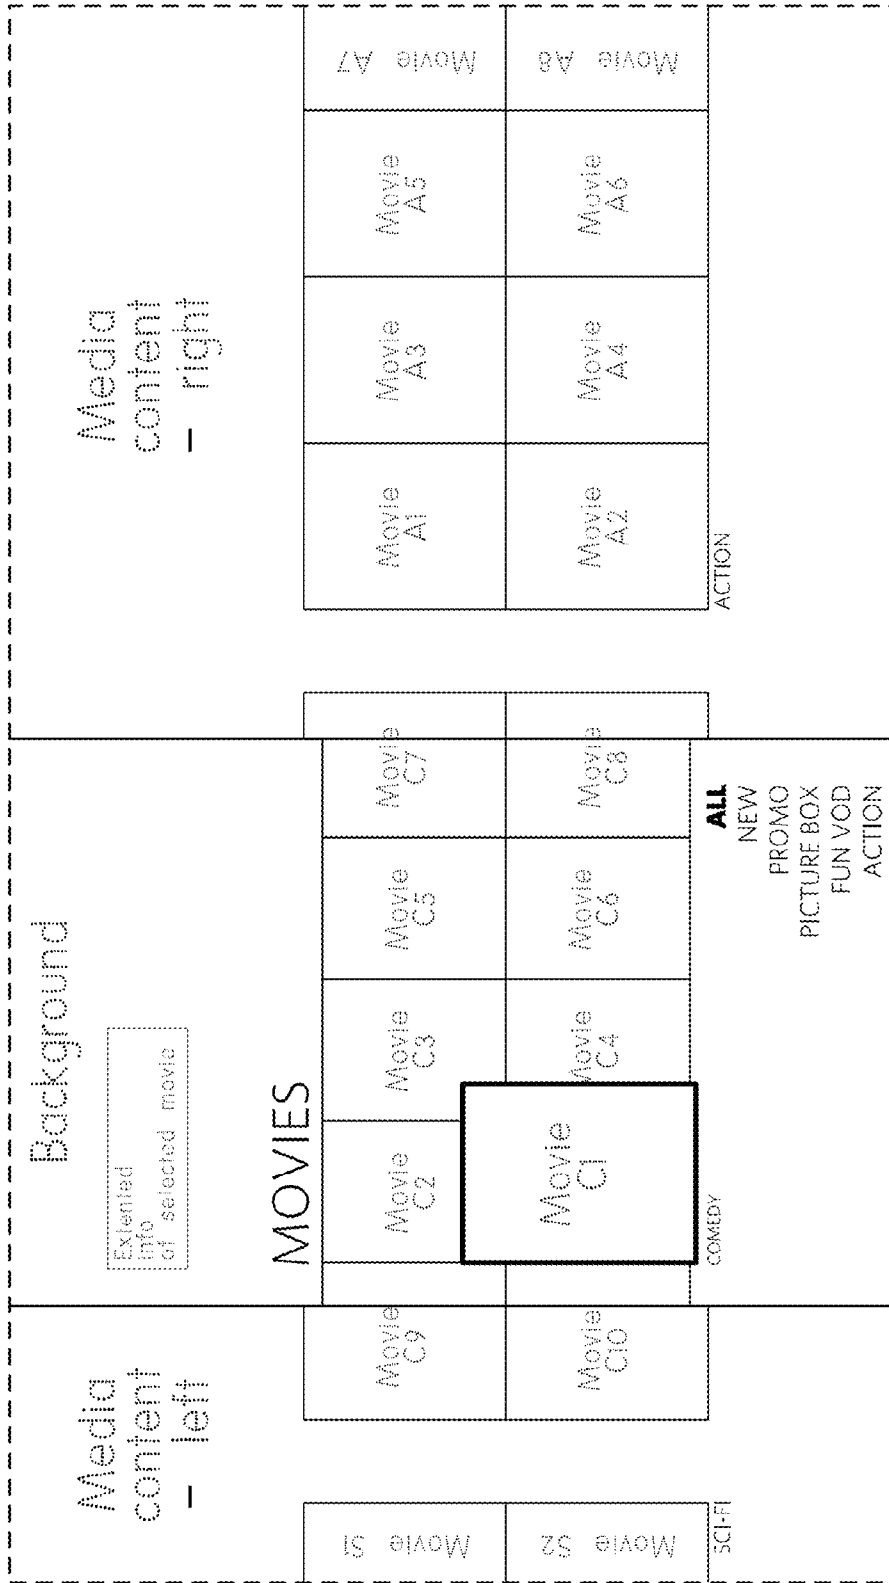 Media
content
– left
Background
Media
content
– right
Extented
info
of selected movie
MOVIES
Movie S1
Movie
C9
Movie
C2
Movie
C3
Movie
C5
Movie
C7
Movie
A1
Movie
A3
Movie
A5
Movie A7
Movie S2
Movie
C10
Movie
C1
Movie
C4
Movie
C6
Movie
C8
Movie
A2
Movie
A4
Movie
A6
Movie A8
SCI-FI
COMEDY
ALL
NEW
PROMO
PICTURE BOX
FUN VOD
ACTION
ACTION